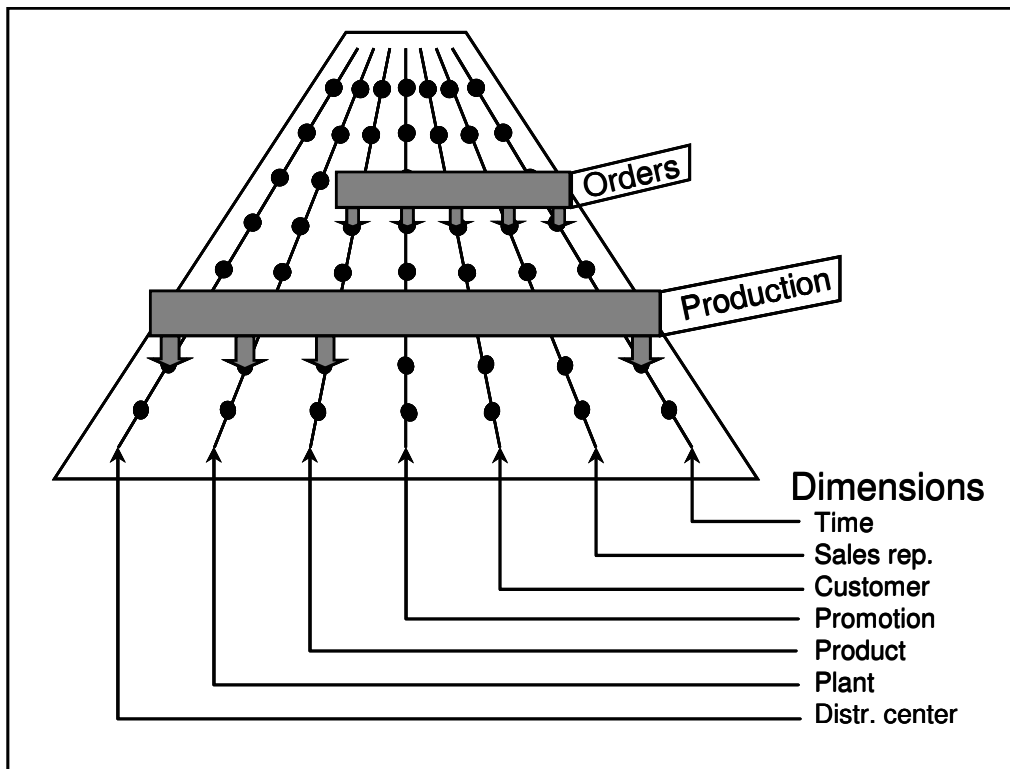 Orders
Production
Dimensions
Time
Sales rep.
Customer
Promotion
Product
Plant
Distr. center